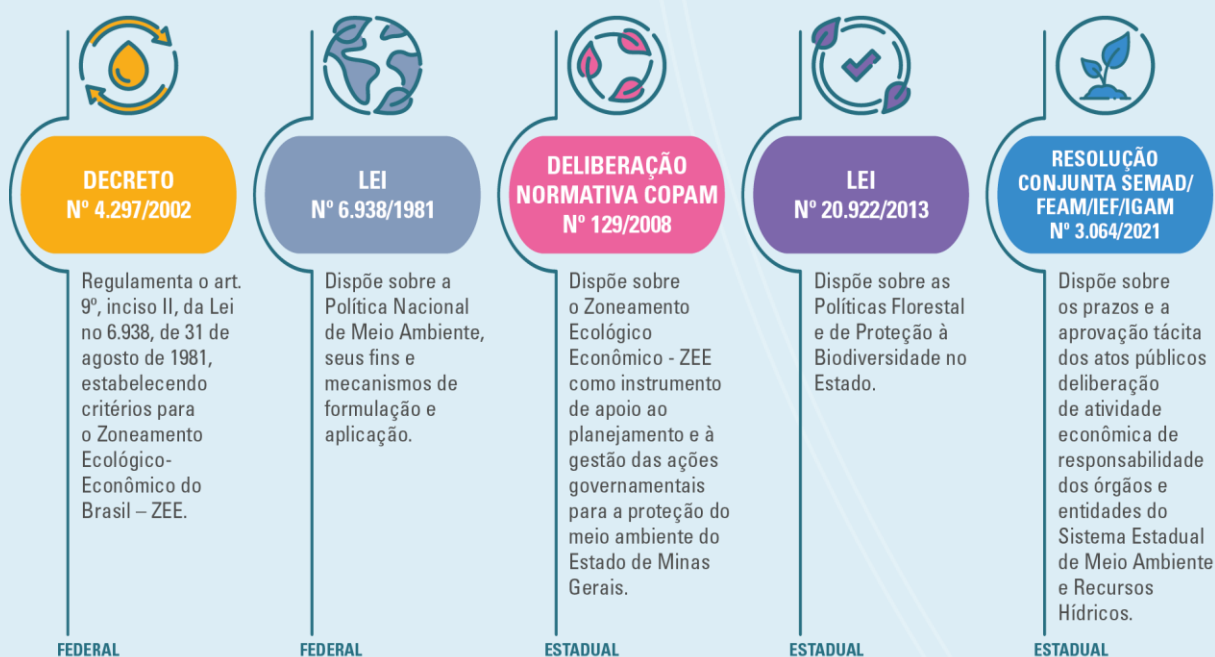 DECRETO
Nº 4.297/2002
Regulamenta o art.
9º, inciso II, da Lei
no 6.938, de 31 de
agosto de 1981,
estabelecendo
critérios para
o Zoneamento
Ecológico-
Econômico do
Brasil – ZEE.
FEDERAL
LEI
Nº 6.938/1981
Dispõe sobre a
Política Nacional
de Meio Ambiente,
seus fins e
mecanismos de
formulação e
aplicação.
FEDERAL
DELIBERAÇÃO
NORMATIVA COPAM
Nº 129/2008
Dispõe sobre
o Zoneamento
Ecológico
Econômico - ZEE
como instrumento
de apoio ao
planejamento e à
gestão das ações
governamentais
para a proteção do
meio ambiente do
Estado de Minas
Gerais.
ESTADUAL
LEI
Nº 20.922/2013
Dispõe sobre as
Políticas Florestal
e de Proteção à
Biodiversidade no
Estado.
ESTADUAL
RESOLUÇÃO
CONJUNTA SEMAD/
FEAM/IEF/IGAM
Nº 3.064/2021
Dispõe sobre
os prazos e a
aprovação tácita
dos atos públicos
deliberação
de atividade
econômica de
responsabilidade
dos órgãos e
entidades do
Sistema Estadual
de Meio Ambiente
e Recursos
Hídricos.
ESTADUAL